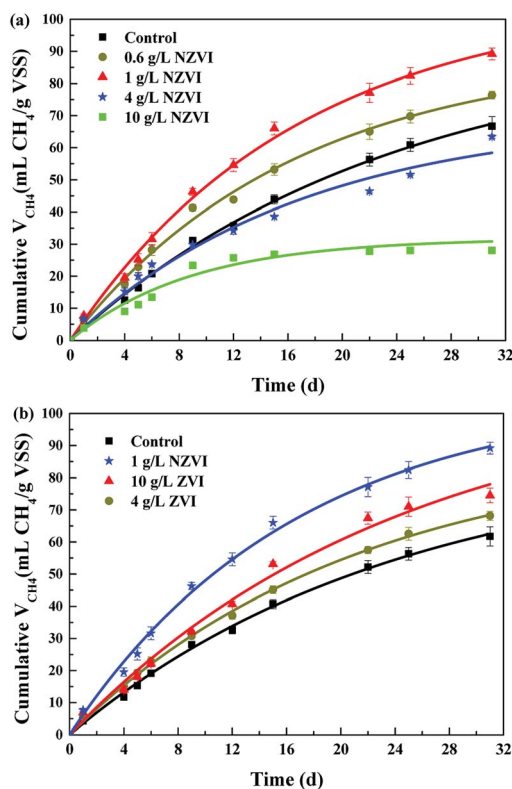 (a)
100
90
80
70
60
50
40
30
20
10
0
Cumulative V_CH4 (mL CH4/g VSS)
Control
0.6 g/L NZVI
1 g/L NZVI
4 g/L NZVI
10 g/L NZVI
0 4 8 12 16 20 24 28 32
Time (d)
(b)
100
90
80
70
60
50
40
30
20
10
0
Cumulative V_CH4 (mL CH4/g VSS)
Control
1 g/L NZVI
10 g/L ZVI
4 g/L ZVI
0 4 8 12 16 20 24 28 32
Time (d)